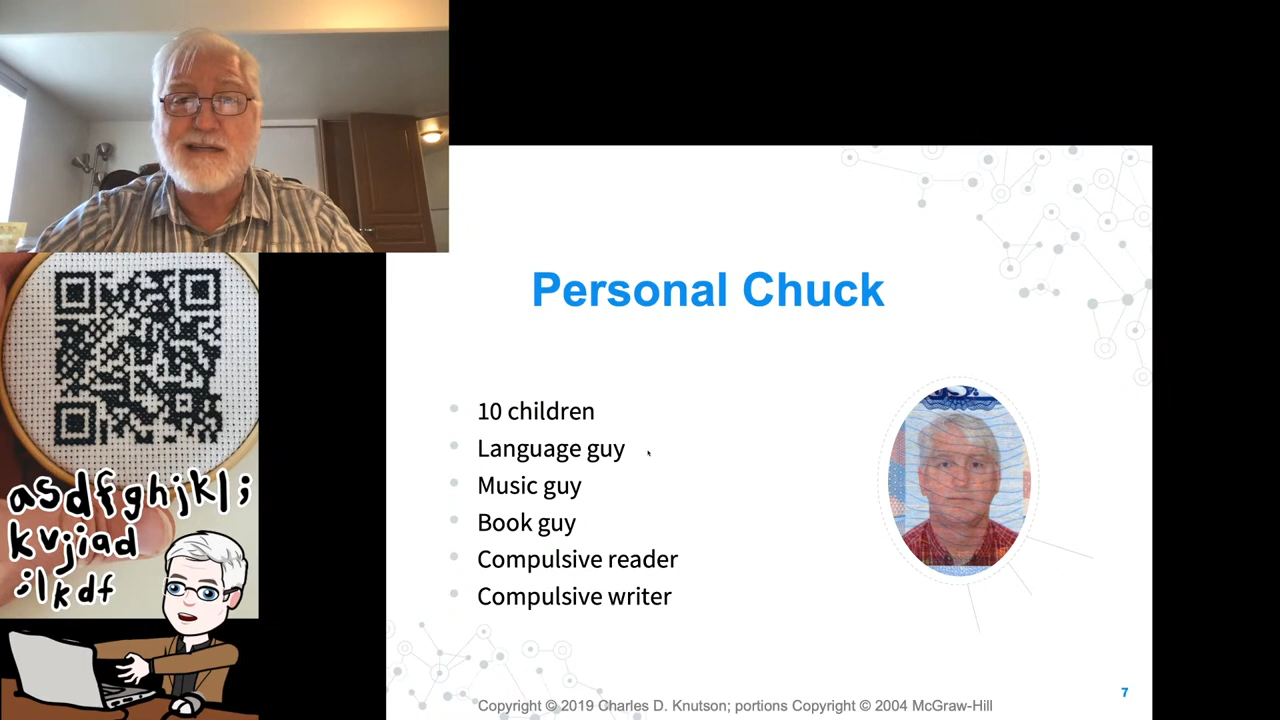 Personal Chuck
10 children
Language guy
Music guy
Book guy
Compulsive reader
Compulsive writer
asdfghjkl;
kvjiad
;lkdf
7
Copyright © 2019 Charles D. Knutson; portions Copyright © 2004 McGraw-Hill